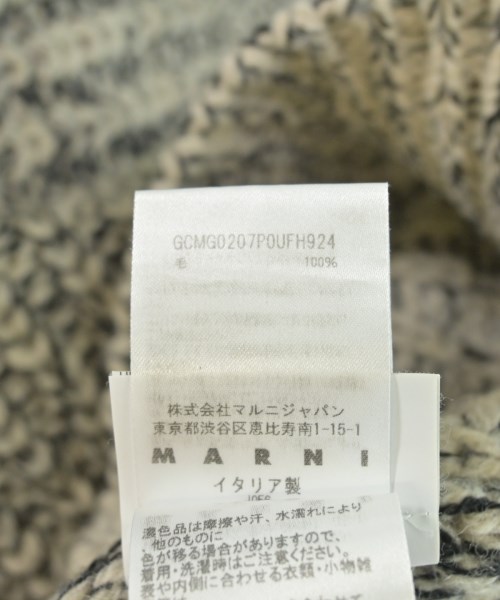 GCMG0207P0UFH924
毛 100%
株式会社マルニジャパン
東京都渋谷区恵比寿南1-15-1
MARNI
イタリア製
濃色品は摩擦や汗、水濡れにより
他のものに
色が移る場合がありますので、
着用・洗濯時はご注意ください。
表や内側に合わせる衣類・小物雑